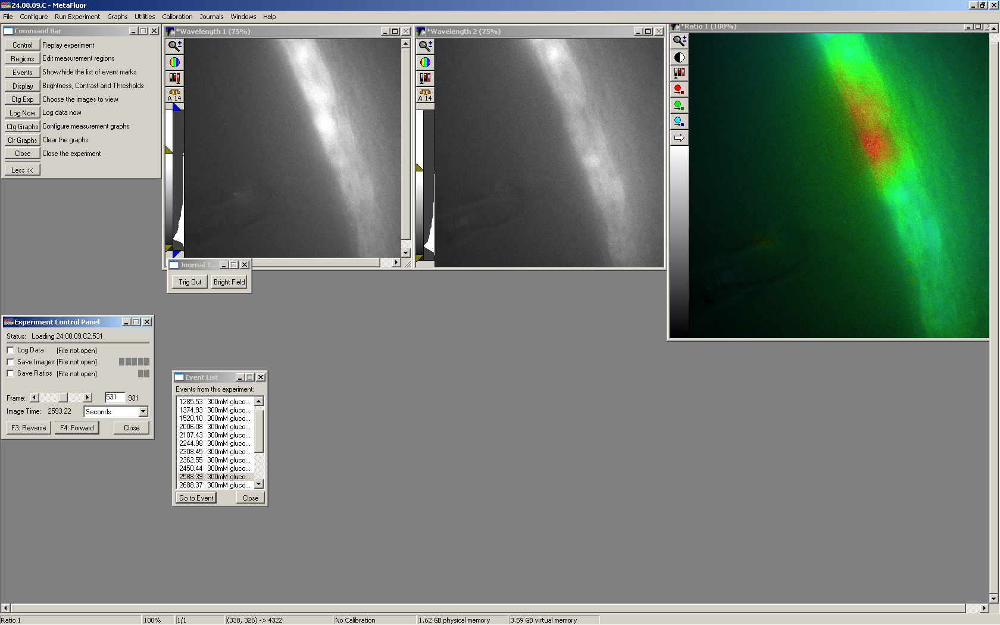 24.08.09.C - MetaFluor
File Configure Run Experiment Graphs Utilities Calibration Journals Windows Help
Command Bar
Control Replay experiment
Regions Edit measurement regions
Events Show/hide the list of event marks
Display Brightness, Contrast and Thresholds
Cfg Exp Choose the images to view
Log Now Log data now
Cfg Graphs Configure measurement graphs
Clr Graphs Clear the graphs
Close Close the experiment
Less <<
*Wavelength 1 (75%)
A 14
*Wavelength 2 (75%)
A 14
*Ratio 1 (100%)
Journal T...
Trig Out Bright Field
Experiment Control Panel
Status: Loading 24.08.09.C2.531
Log Data [File not open]
Save Images [File not open]
Save Ratios [File not open]
Frame: 531 931
Image Time: 2593.22 Seconds
F3: Reverse F4: Forward Close
Event List
Events from this experiment:
1285.53 300mM gluco...
1374.93 300mM gluco...
1520.10 300mM gluco...
2006.08 300mM gluco...
2107.43 300mM gluco...
2244.98 300mM gluco...
2308.45 300mM gluco...
2362.55 300mM gluco...
2450.44 300mM gluco...
2588.39 300mM gluco...
2688.37 300mM gluco...
Go to Event Close
Ratio 1 100% 1/1 (338, 326) -> 4322 No Calibration 1.62 GB physical memory 3.59 GB virtual memory